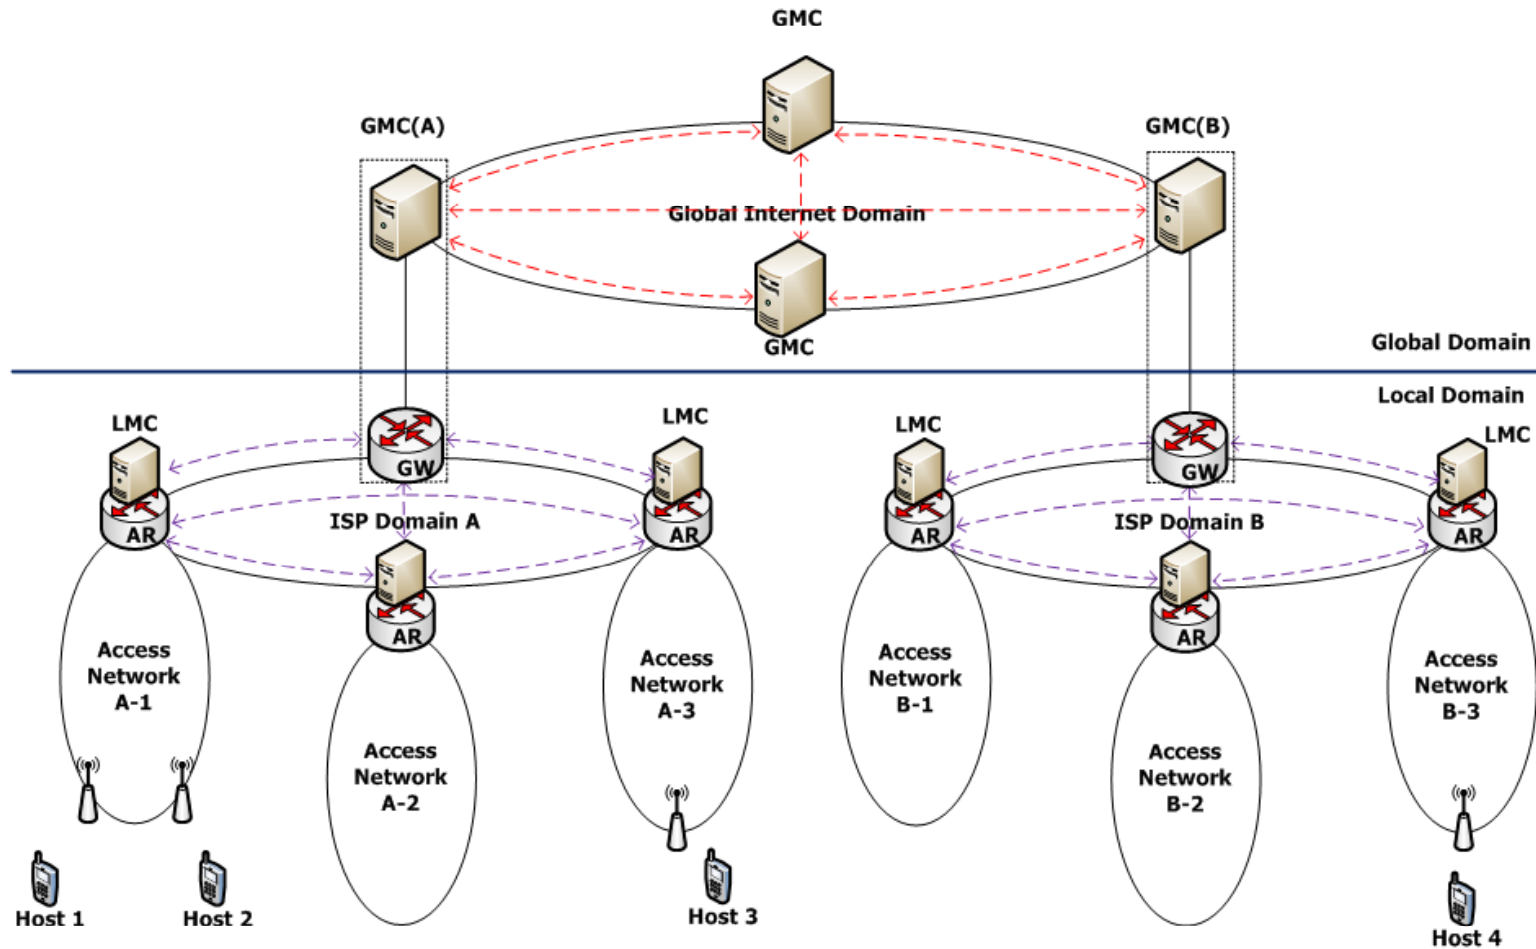 GMC
GMC(A)
GMC(B)
Global Internet Domain
GMC
Global Domain
Local Domain
LMC
LMC
LMC
LMC
GW
GW
AR
ISP Domain A
AR
AR
ISP Domain B
AR
AR
AR
Access
Network
A-1
Access
Network
A-2
Access
Network
A-3
Access
Network
B-1
Access
Network
B-2
Access
Network
B-3
Host 1
Host 2
Host 3
Host 4